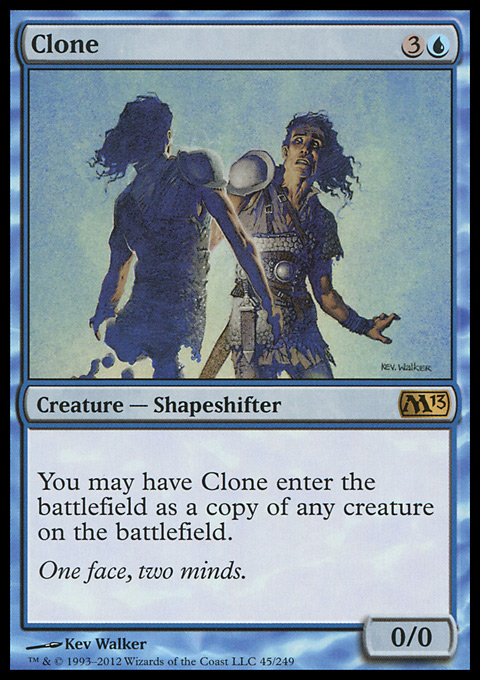 Clone 3
KEV. WALKER
Creature — Shapeshifter M13
You may have Clone enter the
battlefield as a copy of any creature
on the battlefield.
One face, two minds.
Kev Walker
0/0
™ & © 1993–2012 Wizards of the Coast LLC 45/249